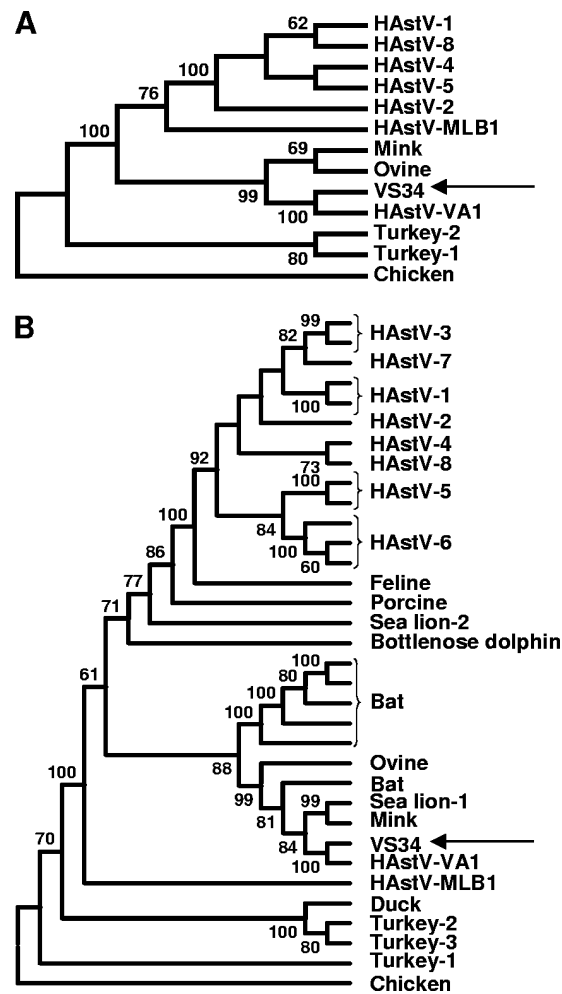 A
62 HAstV-1
HAstV-8
100 HAstV-4
HAstV-5
76 HAstV-2
100 HAstV-MLB1
69 Mink
Ovine
99 VS34
100 HAstV-VA1
Turkey-2
80 Turkey-1
Chicken
B
99 HAstV-3
82
HAstV-7
HAstV-1
100
HAstV-2
HAstV-4
92 73 HAstV-8
100 HAstV-5
84
100 HAstV-6
100 60
86 Feline
77 Porcine
71 Sea lion-2
Bottlenose dolphin
100
61 80
100 Bat
100
88 Ovine
99 Bat
100 99 Sea lion-1
81 Mink
70 84 VS34
100 HAstV-VA1
HAstV-MLB1
Duck
100 Turkey-2
80 Turkey-3
Turkey-1
Chicken